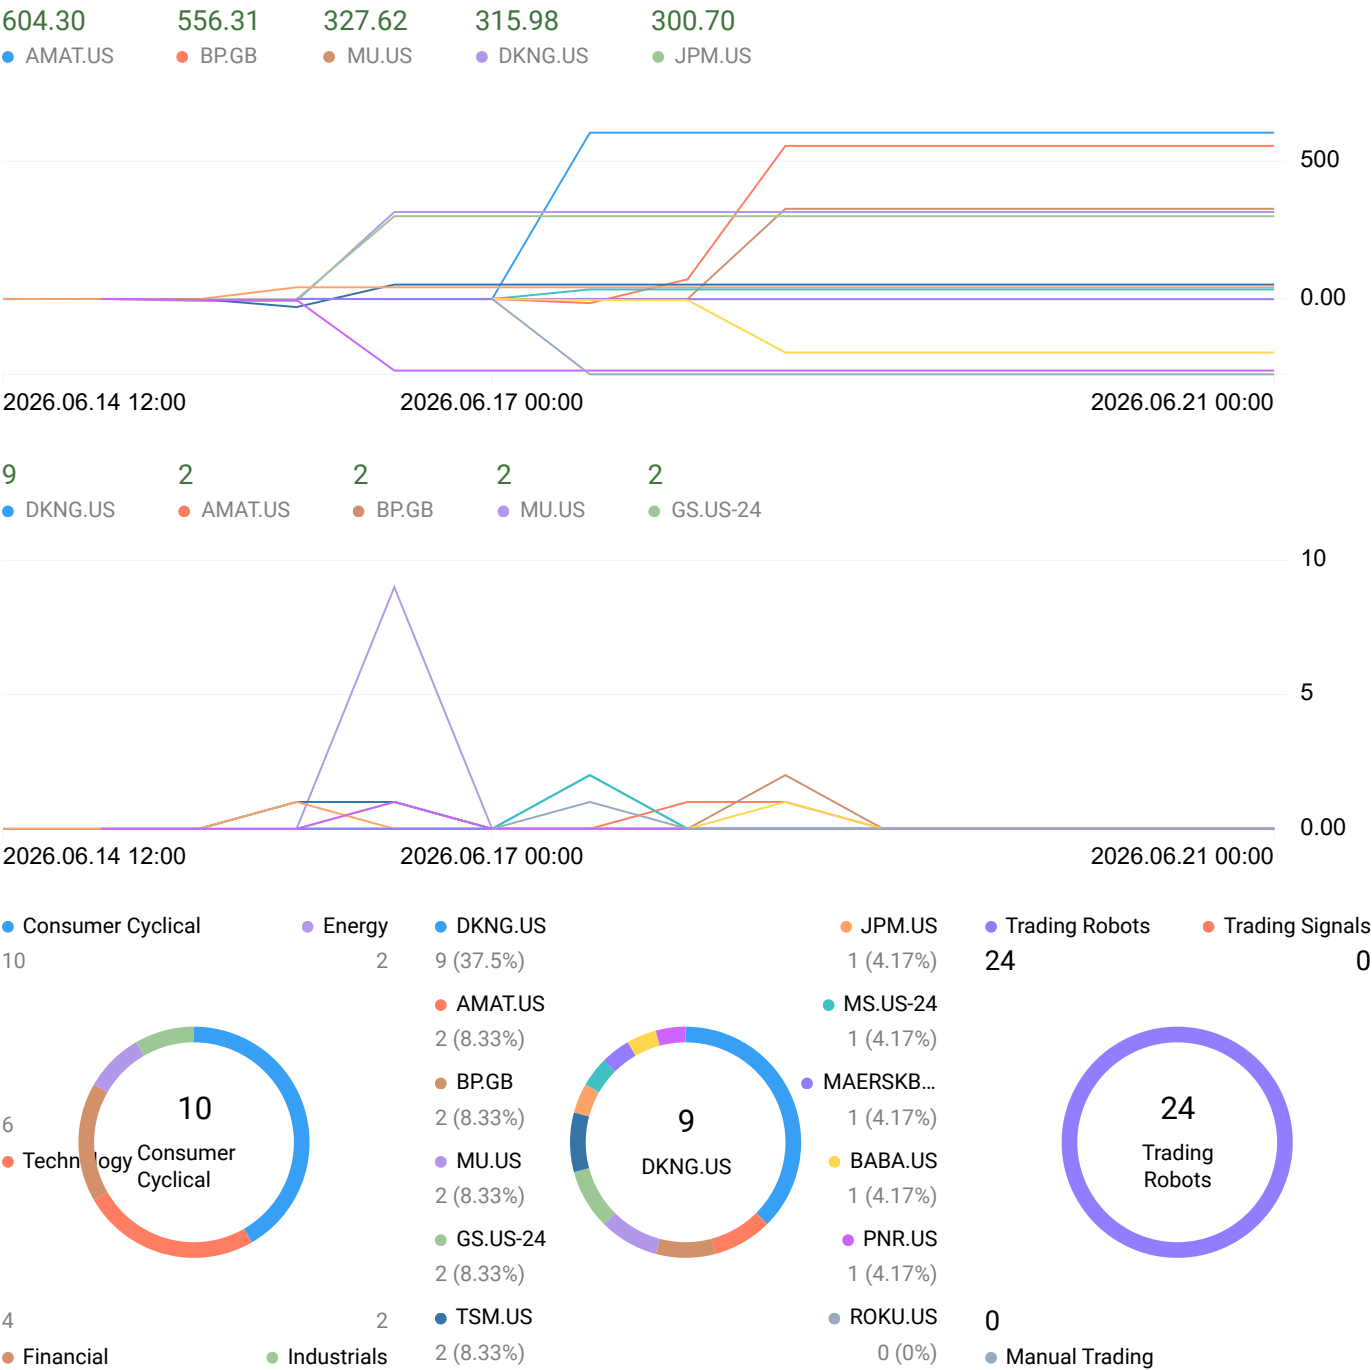 604.30 556.31 327.62 315.98 300.70
AMAT.US BP.GB MU.US DKNG.US JPM.US
500
0.00
2026.06.14 12:00 2026.06.17 00:00 2026.06.21 00:00
9 2 2 2 2
DKNG.US AMAT.US BP.GB MU.US GS.US-24
10
5
0.00
2026.06.14 12:00 2026.06.17 00:00 2026.06.21 00:00
Consumer Cyclical Energy
10 2
10
Consumer
Cyclical
6
Technology
4 2
Financial Industrials
DKNG.US JPM.US
9 (37.5%) 1 (4.17%)
AMAT.US MS.US-24
2 (8.33%) 1 (4.17%)
BP.GB MAERSKB...
2 (8.33%) 1 (4.17%)
9
DKNG.US
MU.US BABA.US
2 (8.33%) 1 (4.17%)
GS.US-24 PNR.US
2 (8.33%) 1 (4.17%)
TSM.US ROKU.US
2 (8.33%) 0 (0%)
Trading Robots Trading Signals
24 0
24
Trading
Robots
0
Manual Trading